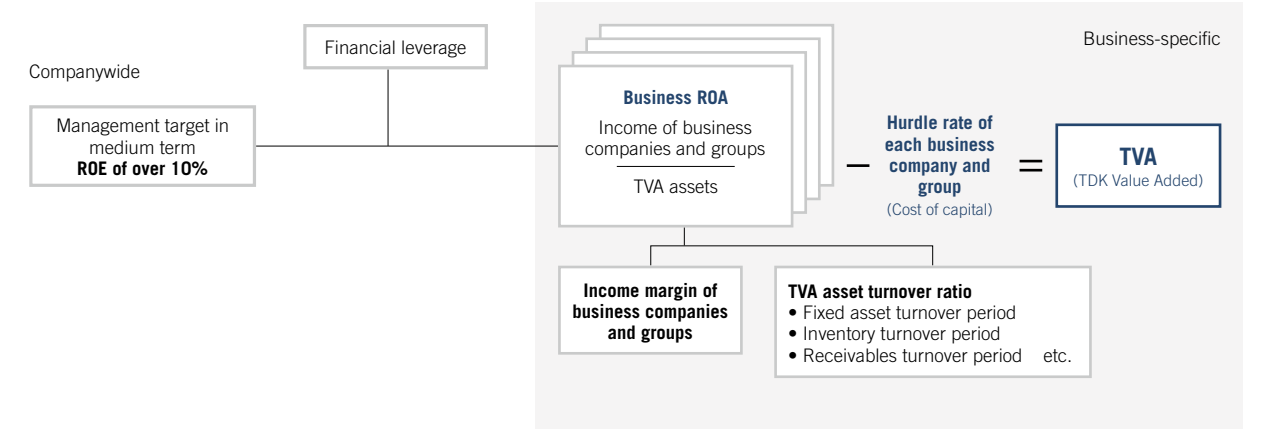 Companywide
Management target in
medium term
ROE of over 10%
Financial leverage
Business-specific
Business ROA
Income of business
companies and groups
TVA assets
—
Hurdle rate of
each business
company and
group
(Cost of capital)
=
TVA
(TDK Value Added)
Income margin of
business companies
and groups
TVA asset turnover ratio
• Fixed asset turnover period
• Inventory turnover period
• Receivables turnover period etc.